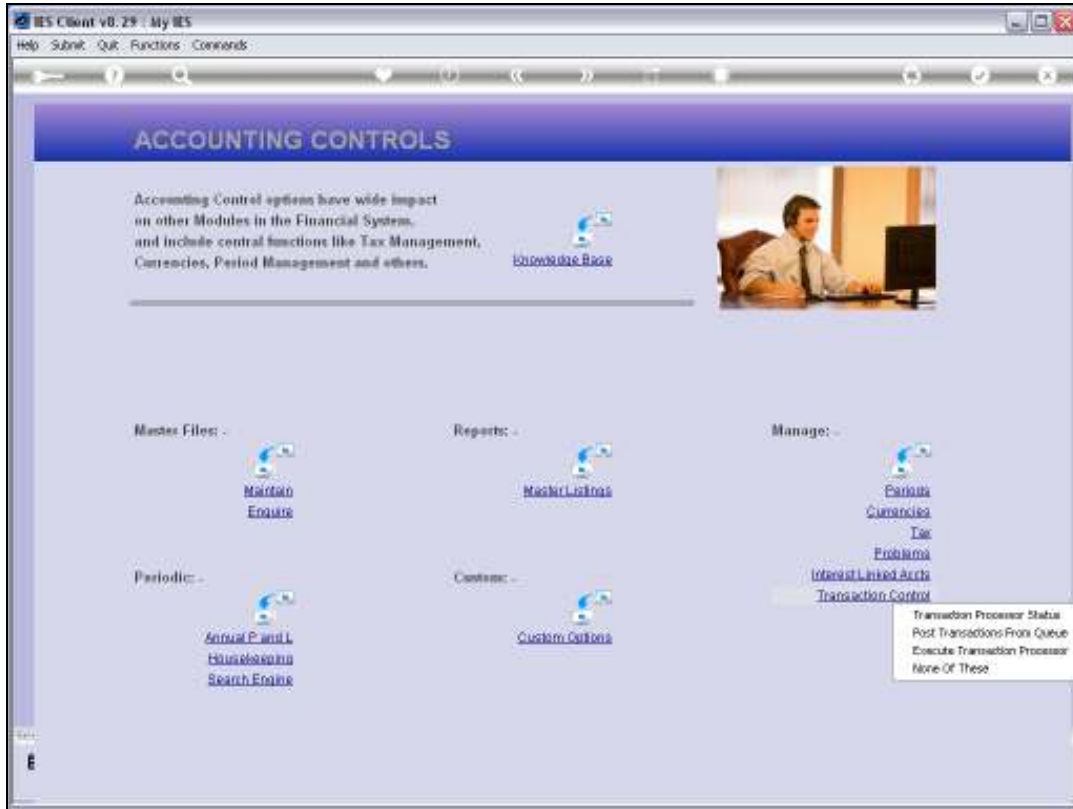 IES Client v8.29 : My IES
Help Submit Quit Functions Commands
ACCOUNTING CONTROLS
Accounting Control options have wide impact
on other Modules in the Financial System,
and include central functions like Tax Management,
Currencies, Period Management and others.
Knowledge Base
Master Files: -
Maintain
Enquire
Reports: -
Master Listings
Manage: -
Periods
Currencies
Tax
Problems
Interest Linked Accts
Transaction Control
Transaction Processor Status
Post Transactions From Queue
Execute Transaction Processor
None Of These
Periodic: -
Annual P and L
Housekeeping
Search Engine
Custom: -
Custom Options